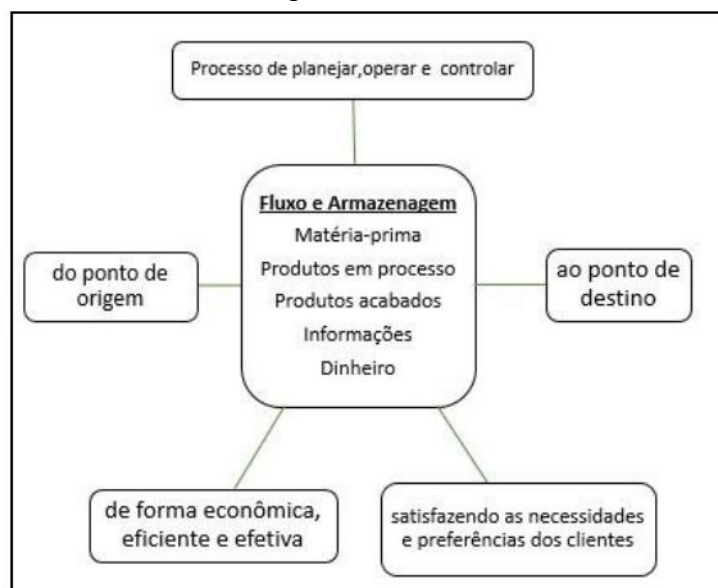 Processo de planejar,operar e controlar
Fluxo e Armazenagem
Matéria-prima
Produtos em processo
Produtos acabados
Informações
Dinheiro
do ponto de
origem
ao ponto de
destino
de forma econômica,
eficiente e efetiva
satisfazendo as necessidades
e preferências dos clientes